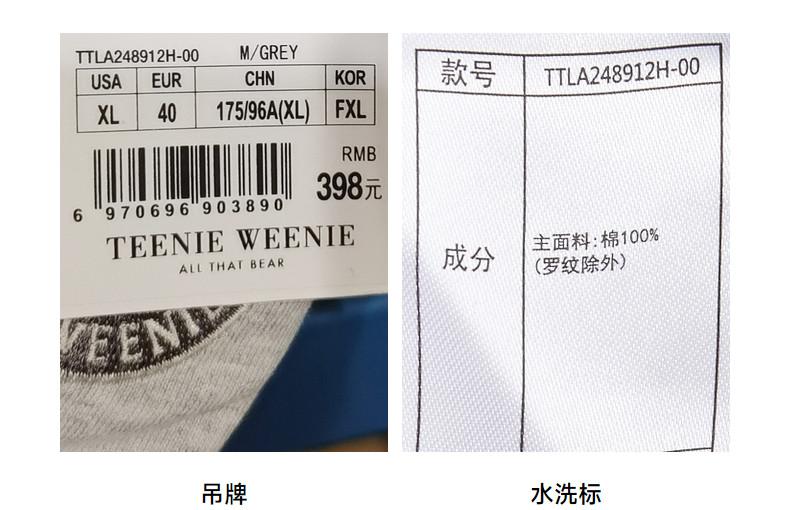 TTLA248912H-00 M/GREY
USA EUR CHN KOR
XL 40 175/96A(XL) FXL
RMB
398元
6 970696 903890
TEENIE WEENIE
ALL THAT BEAR
WEENIE
款号 TTLA248912H-00
成分 主面料:棉100%
(罗纹除外)
吊牌 水洗标